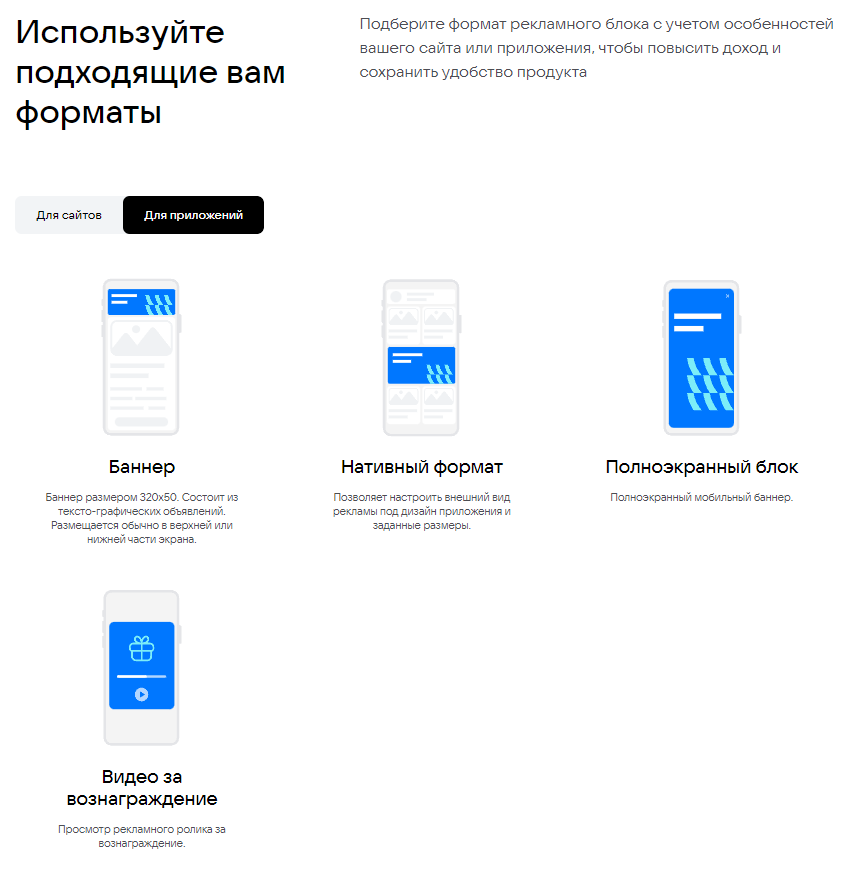 Используйте
подходящие вам
форматы
Подберите формат рекламного блока с учетом особенностей
вашего сайта или приложения, чтобы повысить доход и
сохранить удобство продукта
Для сайтов
Для приложений
Баннер
Баннер размером 320х50. Состоит из
тексто-графических объявлений.
Размещается обычно в верхней или
нижней части экрана.
Нативный формат
Позволяет настроить внешний вид
рекламы под дизайн приложения и
заданные размеры.
Полноэкранный блок
Полноэкранный мобильный баннер.
Видео за
вознаграждение
Просмотр рекламного ролика за
вознаграждение.